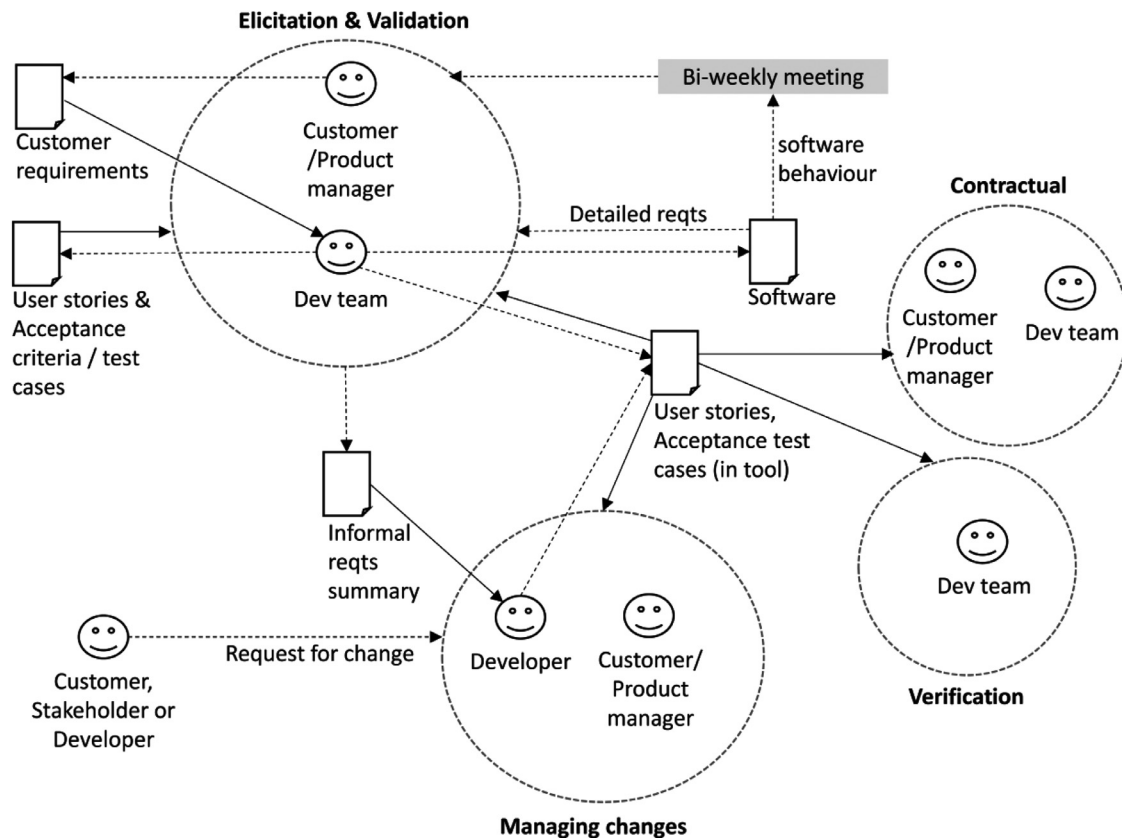 Elicitation & Validation
Customer
requirements
Customer
/Product
manager
Bi-weekly meeting
software
behaviour
Detailed reqts
Software
User stories &
Acceptance
criteria / test
cases
Dev team
Contractual
Customer
/Product
manager
Dev team
User stories,
Acceptance test
cases (in tool)
Informal
reqts
summary
Dev team
Verification
Request for change
Customer,
Stakeholder or
Developer
Developer
Customer/
Product
manager
Managing changes